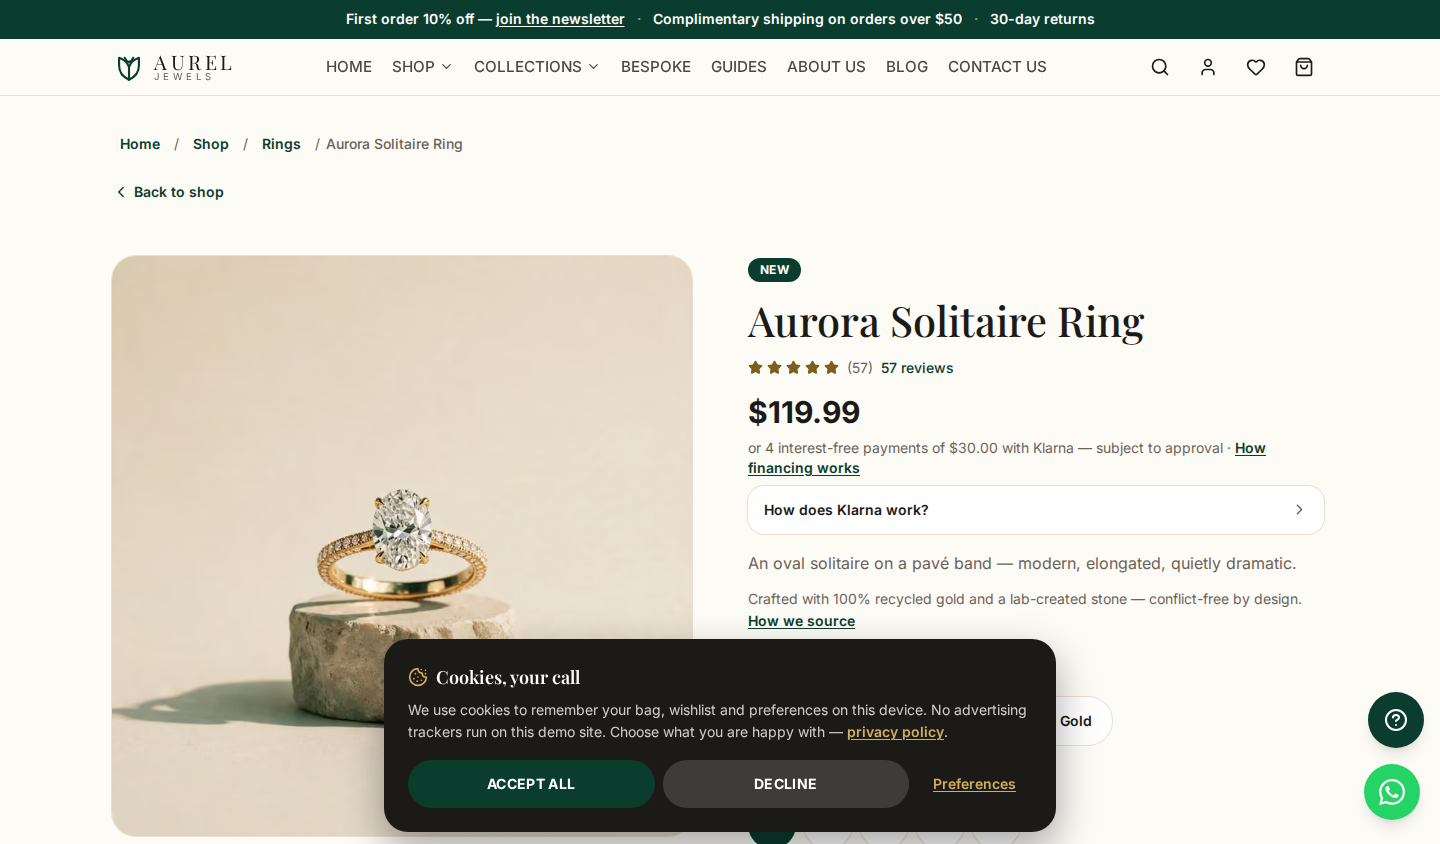 First order 10% off — join the newsletter · Complimentary shipping on orders over $50 · 30-day returns
AUREL
JEWELS
HOME SHOP COLLECTIONS BESPOKE GUIDES ABOUT US BLOG CONTACT US
Home / Shop / Rings / Aurora Solitaire Ring
Back to shop
NEW
Aurora Solitaire Ring
(57) 57 reviews
$119.99
or 4 interest-free payments of $30.00 with Klarna — subject to approval · How
financing works
How does Klarna work?
An oval solitaire on a pavé band — modern, elongated, quietly dramatic.
Crafted with 100% recycled gold and a lab-created stone — conflict-free by design.
How we source
Gold
Cookies, your call
We use cookies to remember your bag, wishlist and preferences on this device. No advertising
trackers run on this demo site. Choose what you are happy with — privacy policy.
ACCEPT ALL DECLINE Preferences